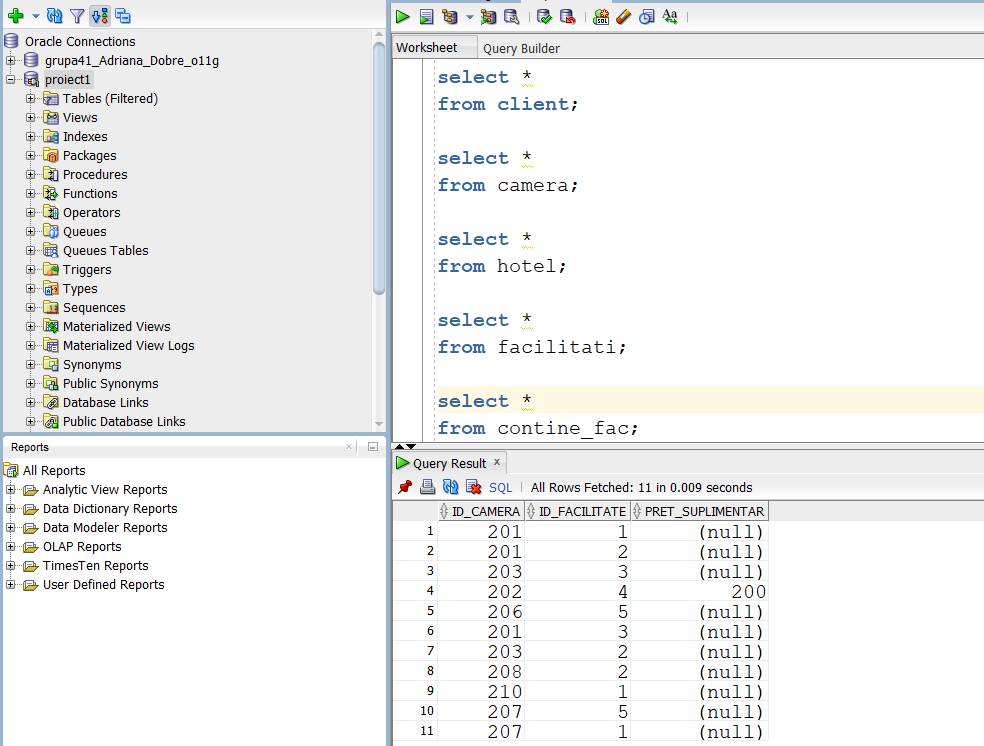 Oracle Connections
grupa41_Adriana_Dobre_o11g
proiect1
Tables (Filtered)
Views
Indexes
Packages
Procedures
Functions
Operators
Queues
Queues Tables
Triggers
Types
Sequences
Materialized Views
Materialized View Logs
Synonyms
Public Synonyms
Database Links
Public Database Links
Reports
All Reports
Analytic View Reports
Data Dictionary Reports
Data Modeler Reports
OLAP Reports
TimesTen Reports
User Defined Reports
Worksheet Query Builder
select *
from client;
select *
from camera;
select *
from hotel;
select *
from facilitati;
select *
from contine_fac;
Query Result x
SQL | All Rows Fetched: 11 in 0.009 seconds
ID_CAMERA ID_FACILITATE PRET_SUPLIMENTAR
1 201 1 (null)
2 201 2 (null)
3 203 3 (null)
4 202 4 200
5 206 5 (null)
6 201 3 (null)
7 203 2 (null)
8 208 2 (null)
9 210 1 (null)
10 207 5 (null)
11 207 1 (null)